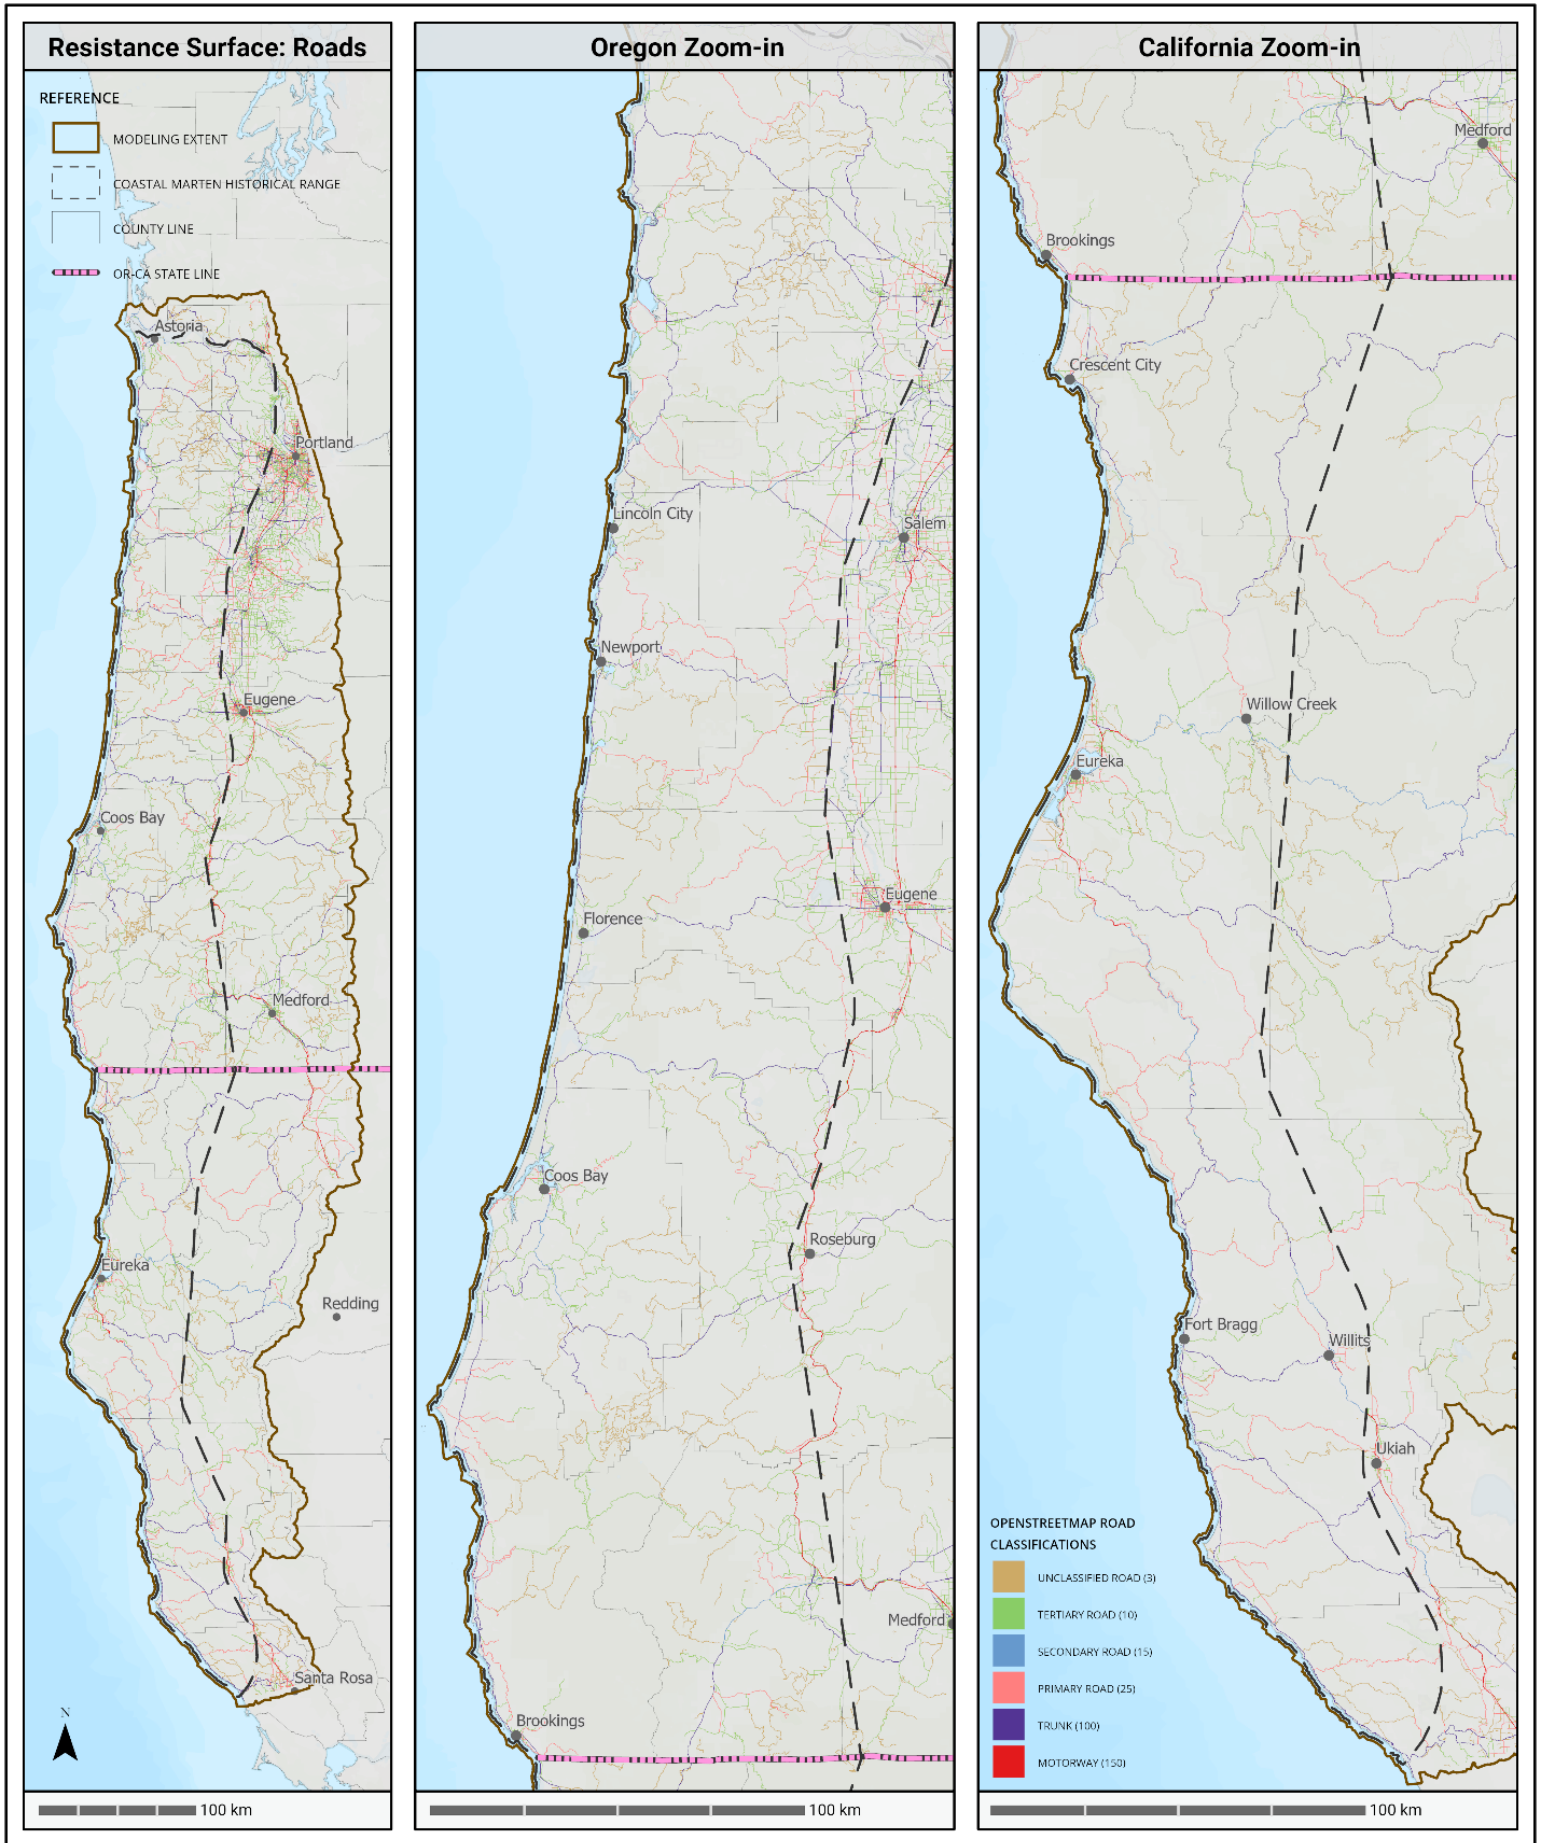 Resistance Surface: Roads
REFERENCE
MODELING EXTENT
COASTAL MARTEN HISTORICAL RANGE
COUNTY LINE
OR-CA STATE LINE
Astoria
Portland
Eugene
Coos Bay
Medford
Eureka
Redding
Santa Rosa
N
100 km
Oregon Zoom-in
Lincoln City
Salem
Newport
Eugene
Florence
Coos Bay
Roseburg
Medford
Brookings
100 km
California Zoom-in
Medford
Brookings
Crescent City
Willow Creek
Eureka
Fort Bragg
Willits
Ukiah
OPENSTREETMAP ROAD
CLASSIFICATIONS
UNCLASSIFIED ROAD (3)
TERTIARY ROAD (10)
SECONDARY ROAD (15)
PRIMARY ROAD (25)
TRUNK (100)
MOTORWAY (150)
100 km